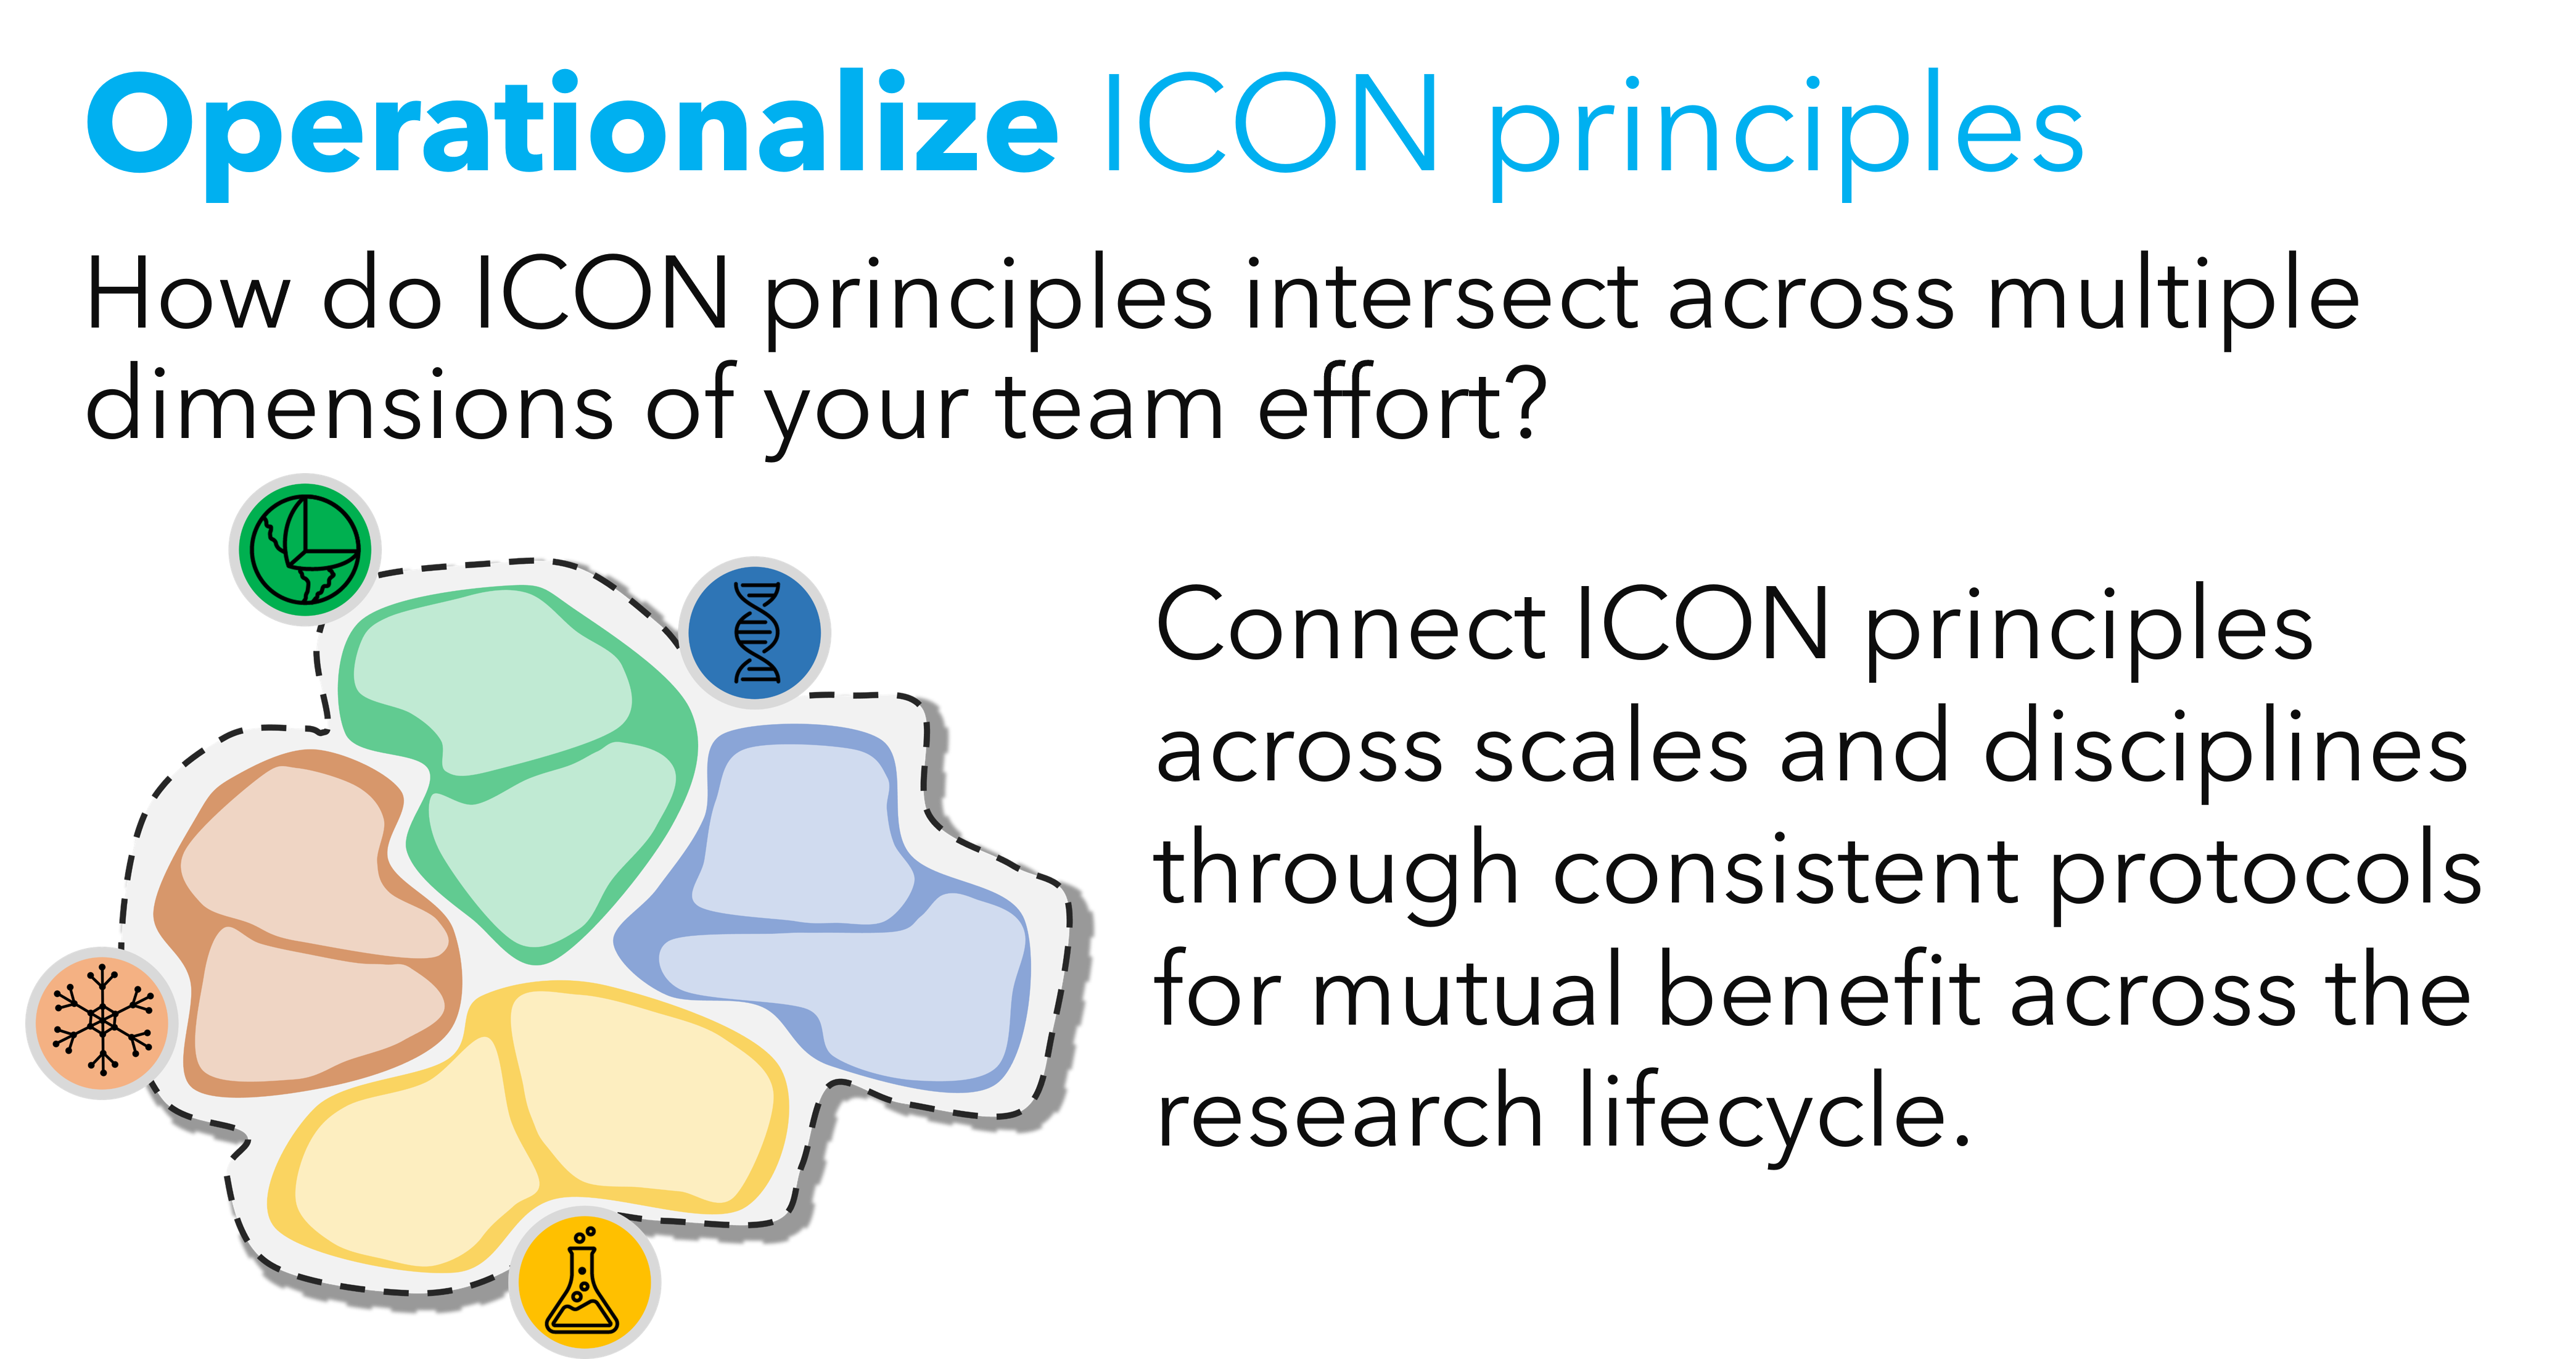 Operationalize ICON principles
How do ICON principles intersect across multiple
dimensions of your team effort?
Connect ICON principles
across scales and disciplines
through consistent protocols
for mutual benefit across the
research lifecycle.